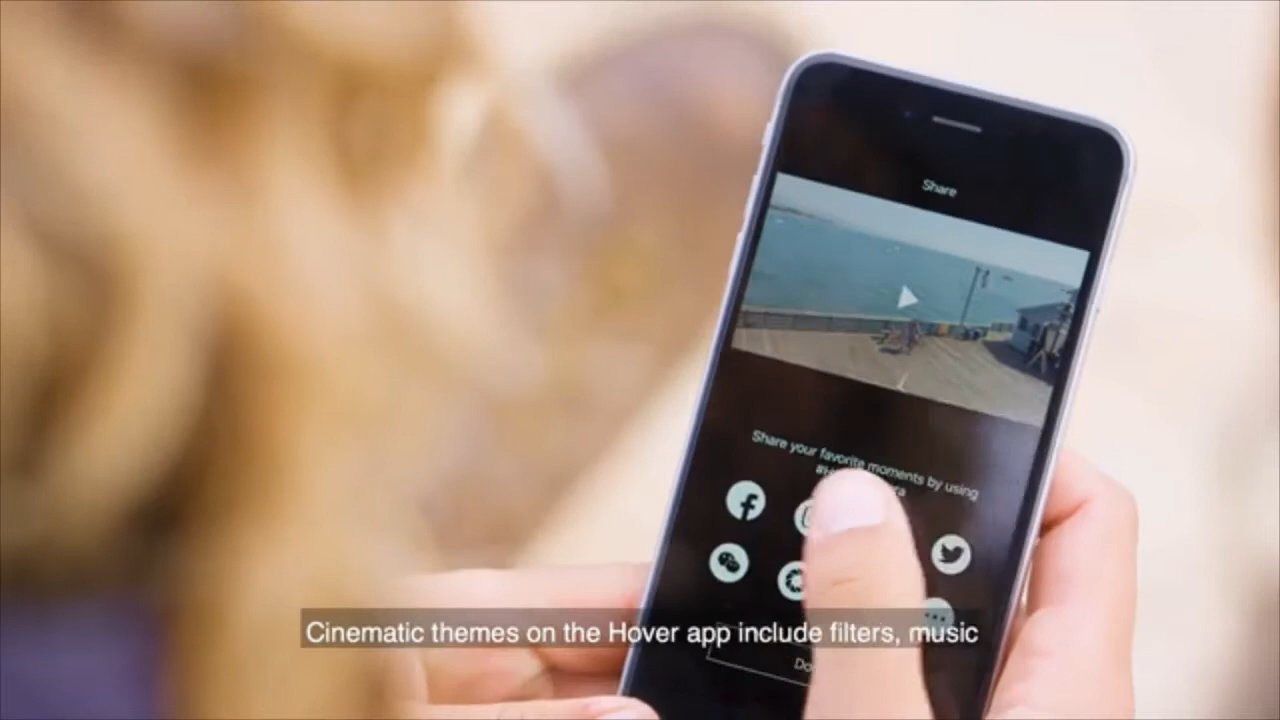 Share
Share your favorite moments by using
Cinematic themes on the Hover app include filters, music